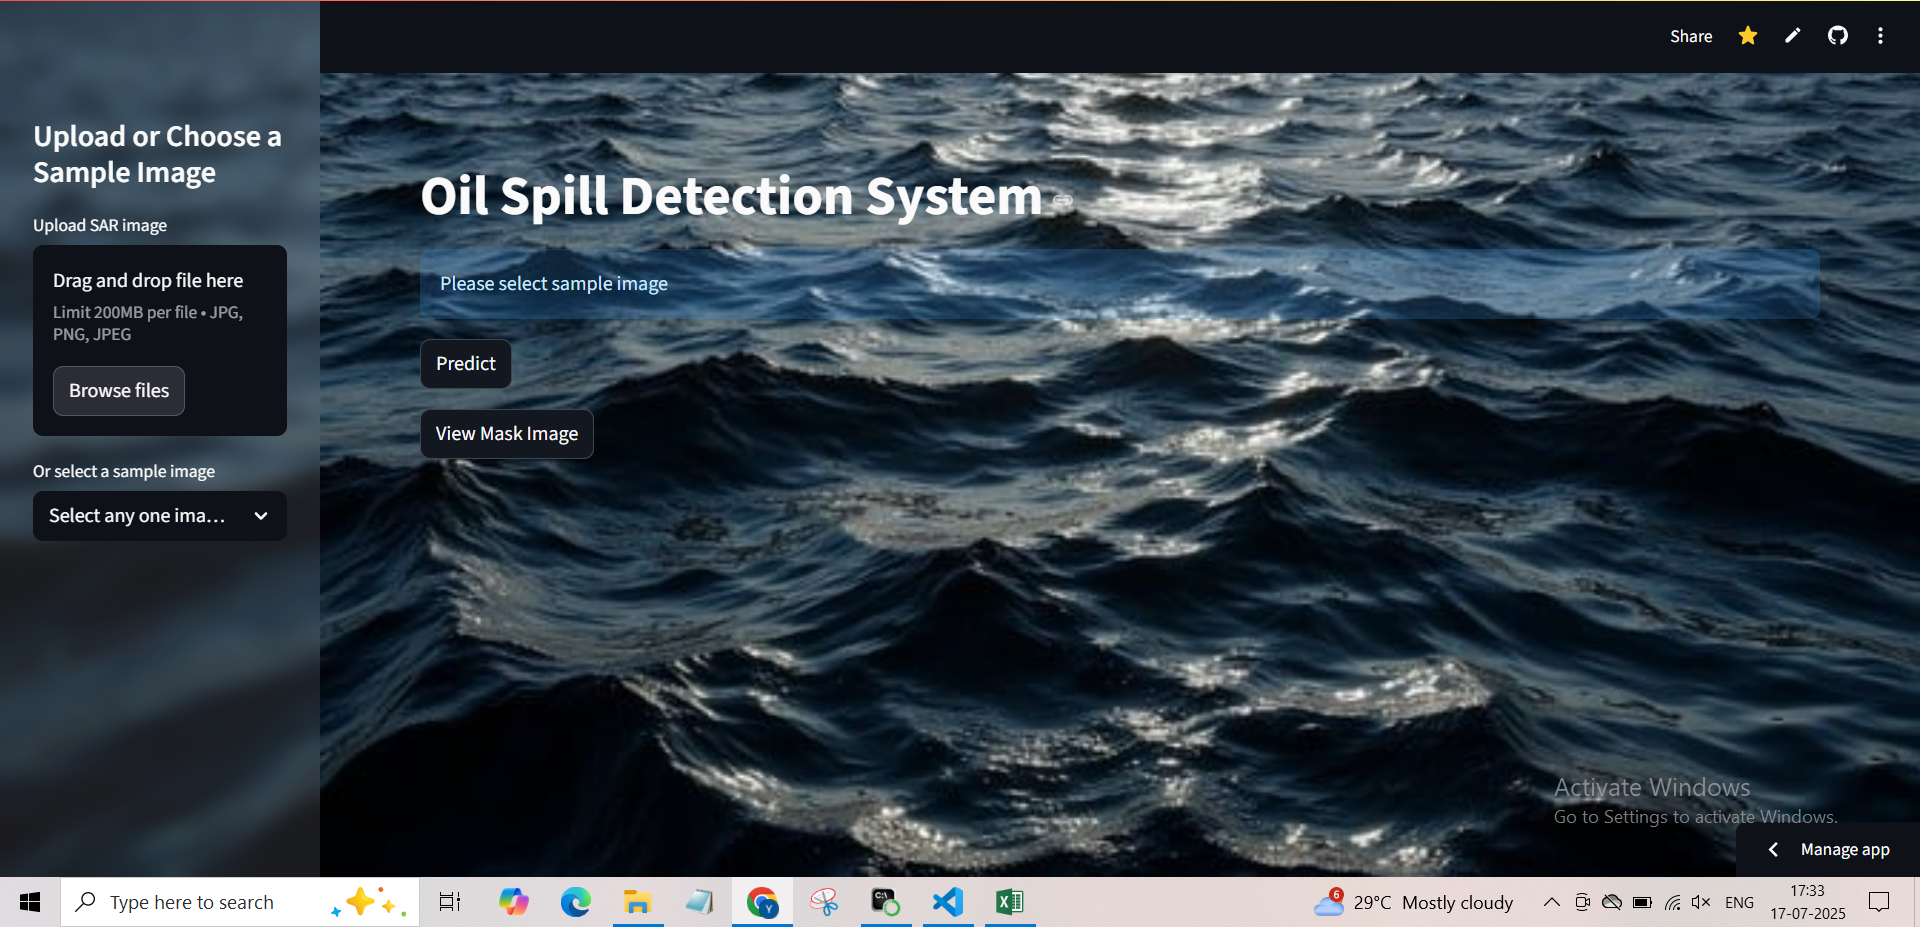 Share
Upload or Choose a
Sample Image
Upload SAR image
Drag and drop file here
Limit 200MB per file • JPG,
PNG, JPEG
Browse files
Or select a sample image
Select any one ima...
Oil Spill Detection System
Please select sample image
Predict
View Mask Image
Activate Windows
Go to Settings to activate Windows.
Manage app
Type here to search
C:\
Y
X
6
29°C Mostly cloudy
ENG
17:33
17-07-2025